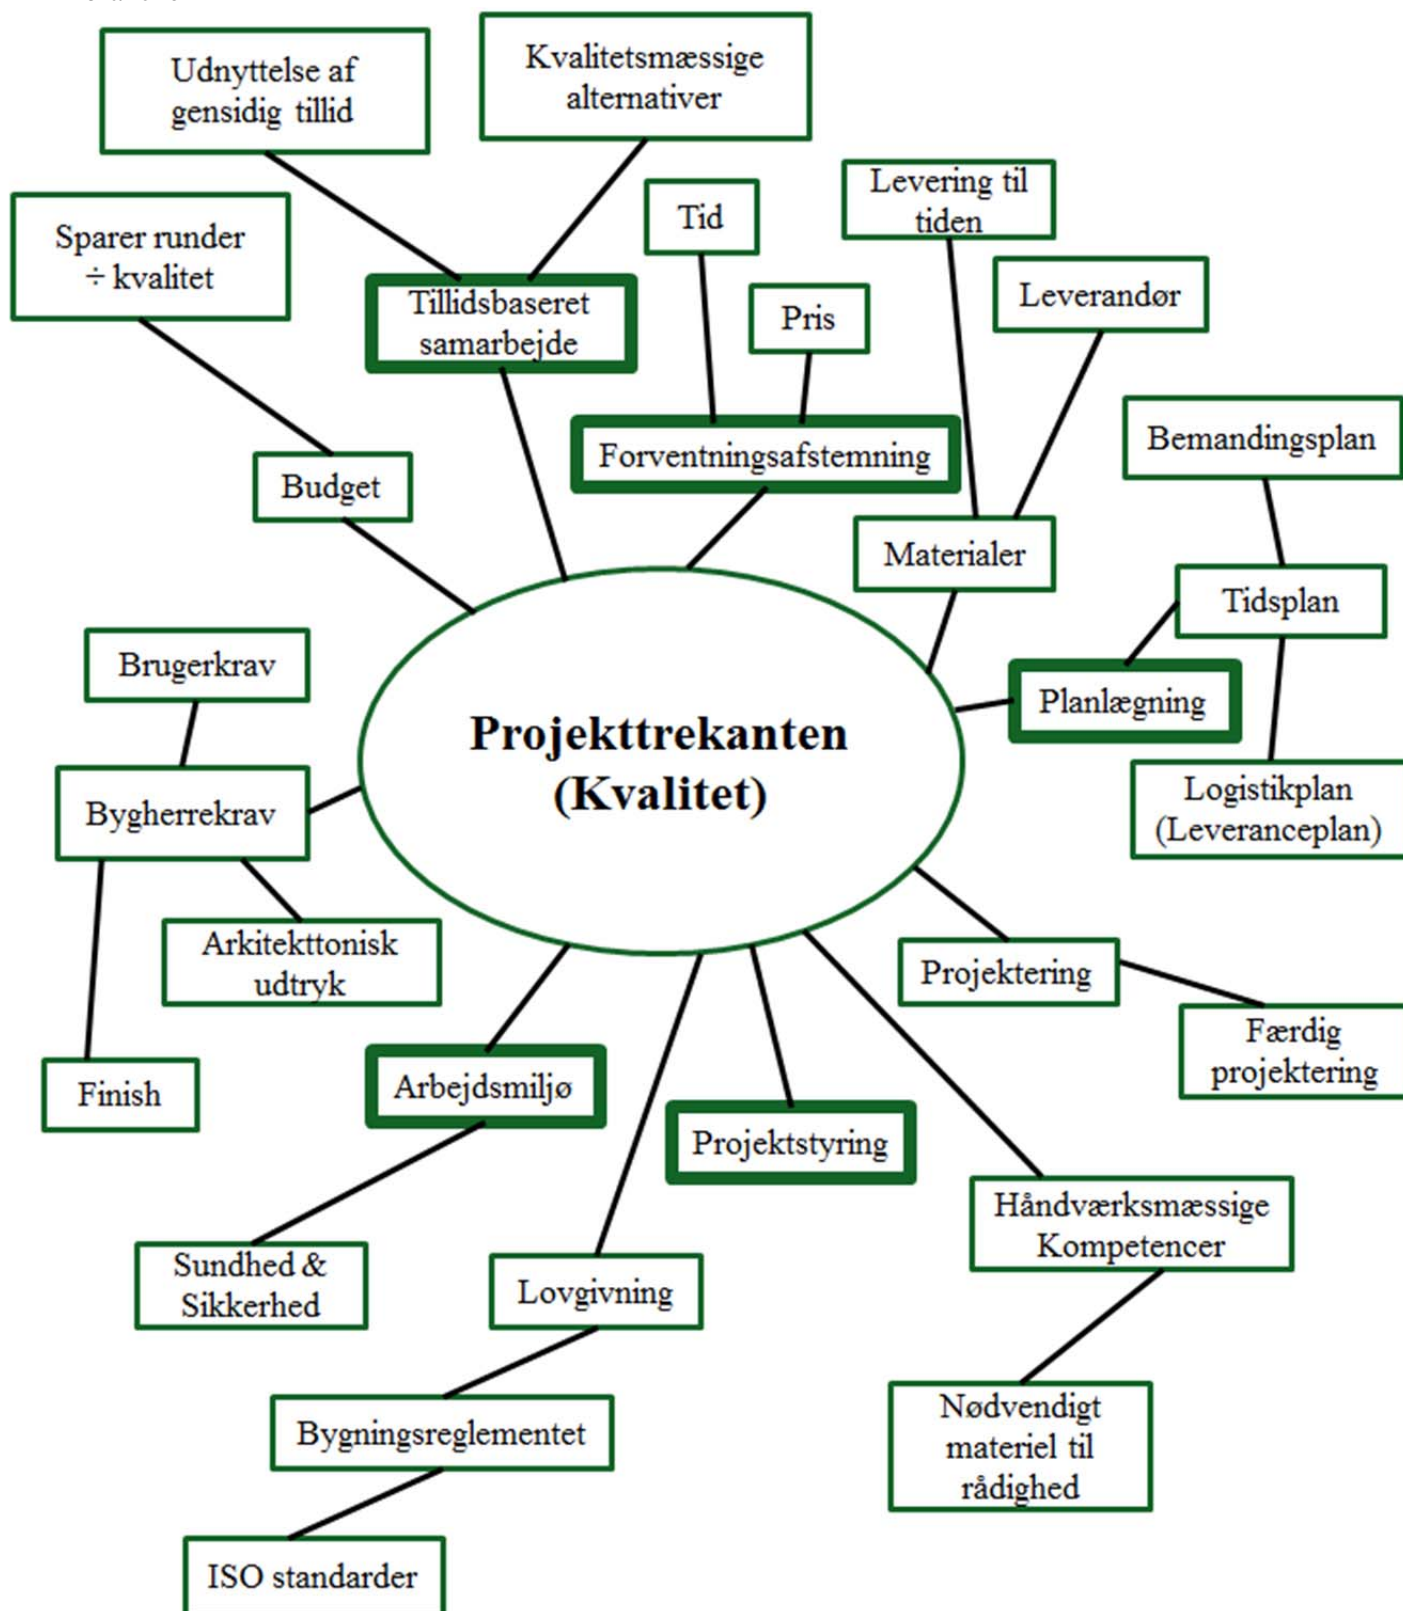 Udnyttelse af
gensidig tillid
Kvalitetsmæssige
alternativer
Levering til
tiden
Tid
Sparer runder
÷ kvalitet
Leverandør
Tillidsbaseret
samarbejde
Pris
Bemandingsplan
Forventningsafstemning
Budget
Materialer
Tidsplan
Brugerkrav
Planlægning
Projekttrekanten
(Kvalitet)
Bygherrekrav
Logistikplan
(Leveranceplan)
Arkitekttonisk
udtryk
Projektering
Færdig
projektering
Finish
Arbejdsmiljø
Projektstyring
Håndværksmæssige
Kompetencer
Sundhed &
Sikkerhed
Lovgivning
Bygningsreglementet
Nødvendigt
materiel til
rådighed
ISO standarder